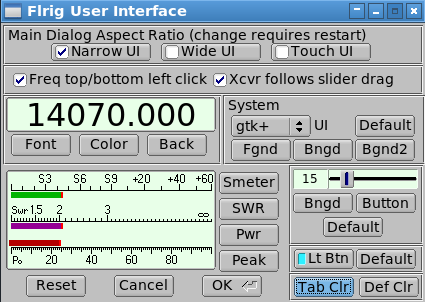 Flrig User Interface
Main Dialog Aspect Ratio (change requires restart)
Narrow UI Wide UI Touch UI
Freq top/bottom left click Xcvr follows slider drag
14070.000
Font Color Back
System
gtk+ UI Default
Fgnd Bngd Bgnd2
S3 S6 S9 +20 +40 +60
Swr 1.5 2 3 ∞
Po 20 40 60 80
Smeter
SWR
Pwr
Peak
15
Bngd Button
Default
Lt Btn Default
Tab Clr Def Clr
Reset Cancel OK